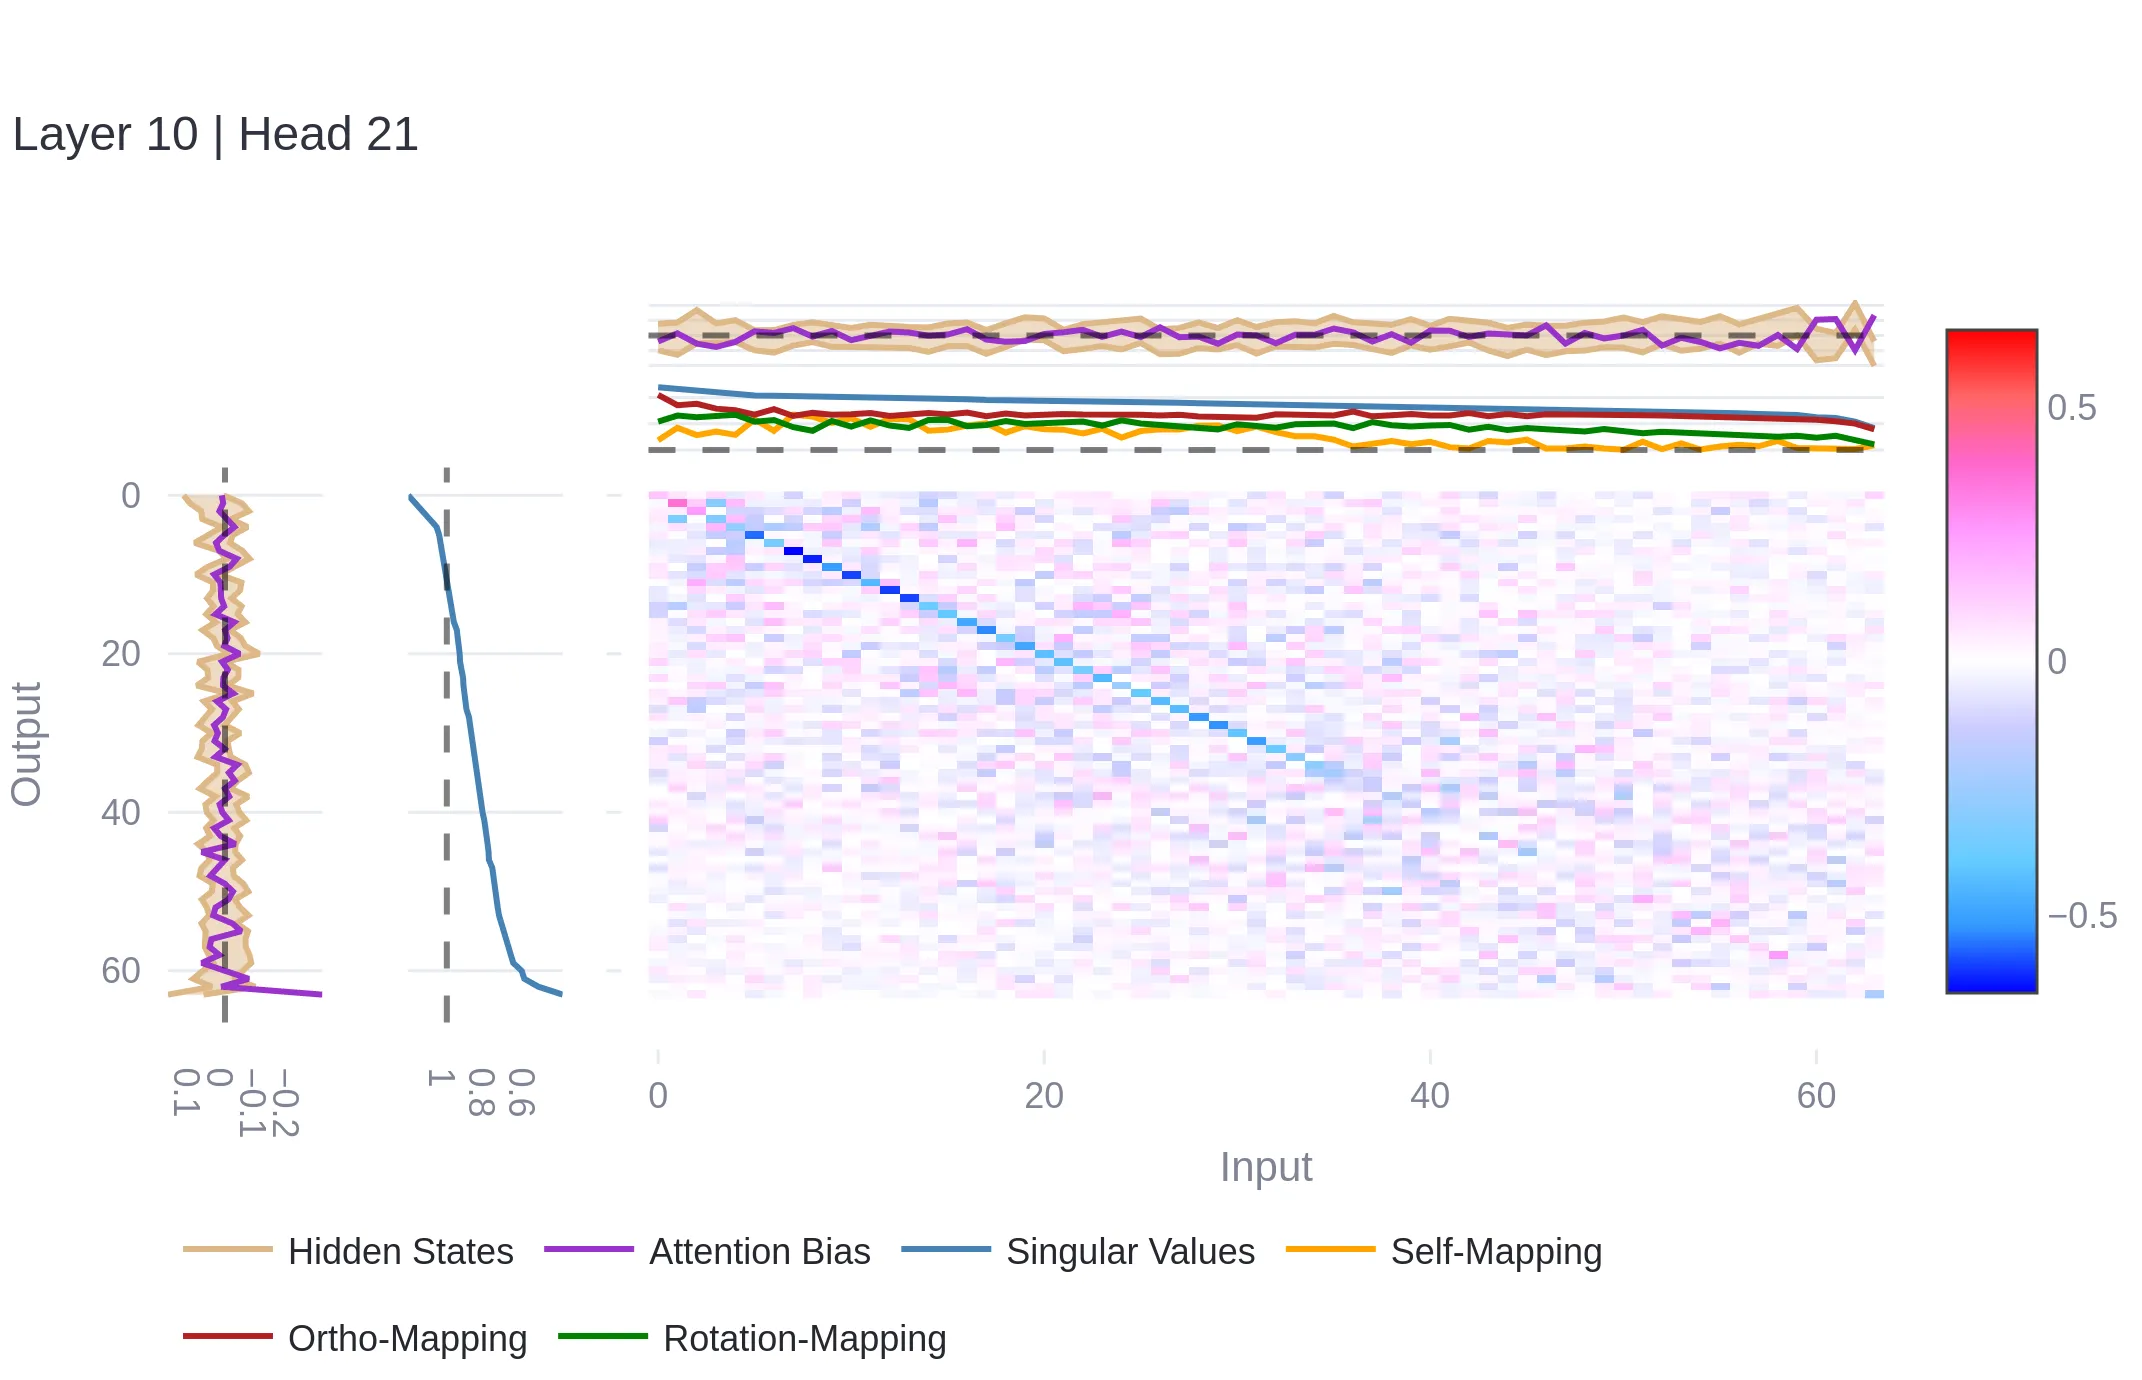 Layer 10 | Head 21
0.5
0
−0.5
0
20
40
60
Output
0.1
0
−0.1
−0.2
1
0.8
0.6
0
20
40
60
Input
Hidden States
Attention Bias
Singular Values
Self-Mapping
Ortho-Mapping
Rotation-Mapping